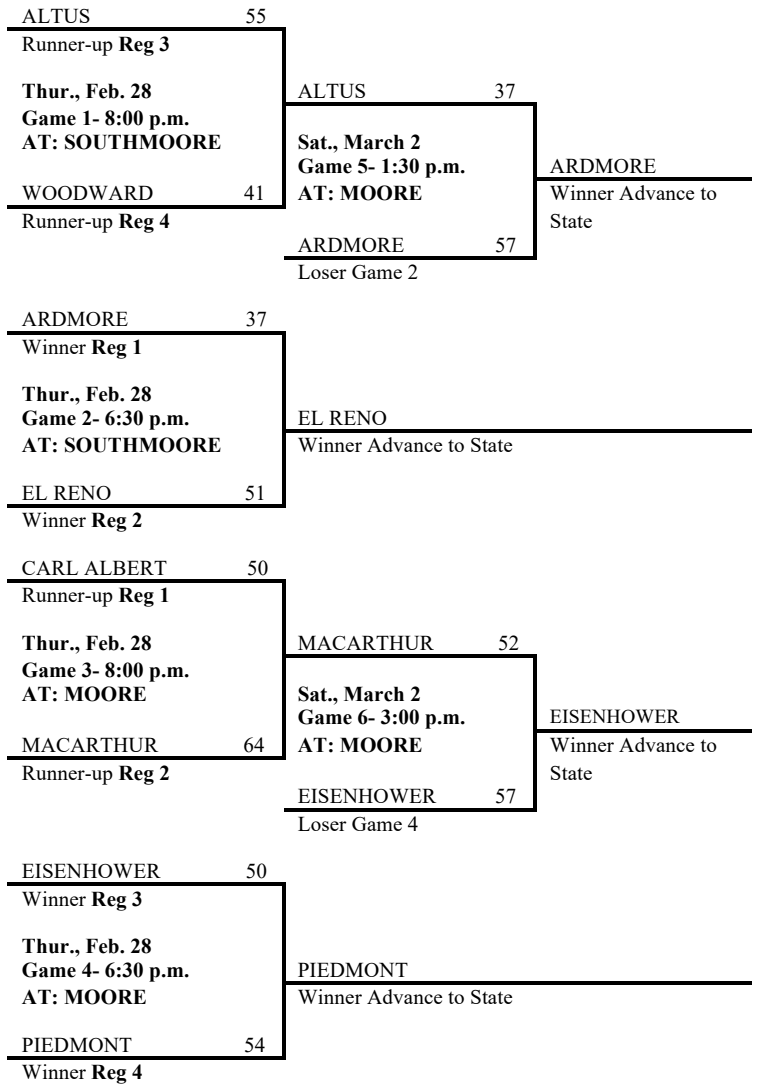 ALTUS 55
Runner-up Reg 3
Thur., Feb. 28
Game 1- 8:00 p.m.
AT: SOUTHMOORE
WOODWARD 41
Runner-up Reg 4
ALTUS 37
Sat., March 2
Game 5- 1:30 p.m.
AT: MOORE
ARDMORE 57
Loser Game 2
ARDMORE
Winner Advance to
State
ARDMORE 37
Winner Reg 1
Thur., Feb. 28
Game 2- 6:30 p.m.
AT: SOUTHMOORE
EL RENO 51
Winner Reg 2
EL RENO
Winner Advance to State
CARL ALBERT 50
Runner-up Reg 1
Thur., Feb. 28
Game 3- 8:00 p.m.
AT: MOORE
MACARTHUR 64
Runner-up Reg 2
MACARTHUR 52
Sat., March 2
Game 6- 3:00 p.m.
AT: MOORE
EISENHOWER 57
Loser Game 4
EISENHOWER
Winner Advance to
State
EISENHOWER 50
Winner Reg 3
Thur., Feb. 28
Game 4- 6:30 p.m.
AT: MOORE
PIEDMONT 54
Winner Reg 4
PIEDMONT
Winner Advance to State